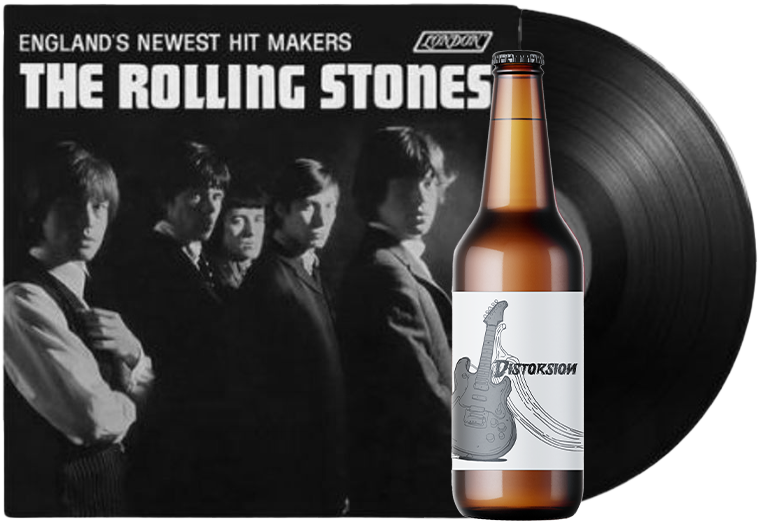 ENGLAND'S NEWEST HIT MAKERS
LONDON
THE ROLLING STONES
DISTORSION